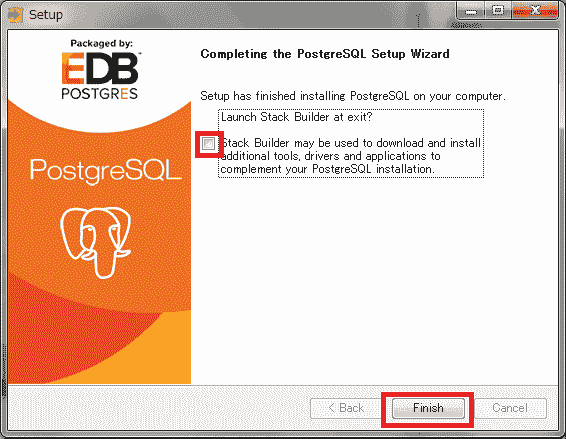 Setup
Packaged by:
EDB
POSTGRES
PostgreSQL
Completing the PostgreSQL Setup Wizard
Setup has finished installing PostgreSQL on your computer.
Launch Stack Builder at exit?
Stack Builder may be used to download and install
additional tools, drivers and applications to
complement your PostgreSQL installation.
< Back
Finish
Cancel